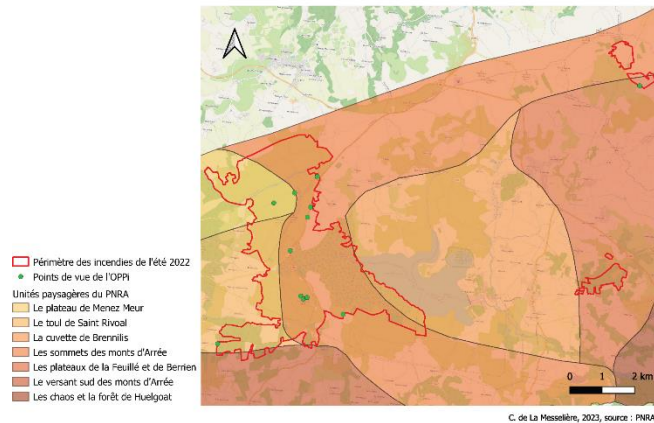 Périmètre des incendies de l'été 2022
Points de vue de l'OPPi
Unités paysagères du PNRA
Le plateau de Menez Meur
Le toul de Saint Rivoal
La cuvette de Brennilis
Les sommets des monts d'Arrée
Les plateaux de la Feuillé et de Berrien
Le versant sud des monts d'Arrée
Les chaos et la forêt de Huelgoat
0 1 2 km
C. de La Messelière, 2023, source : PNRA